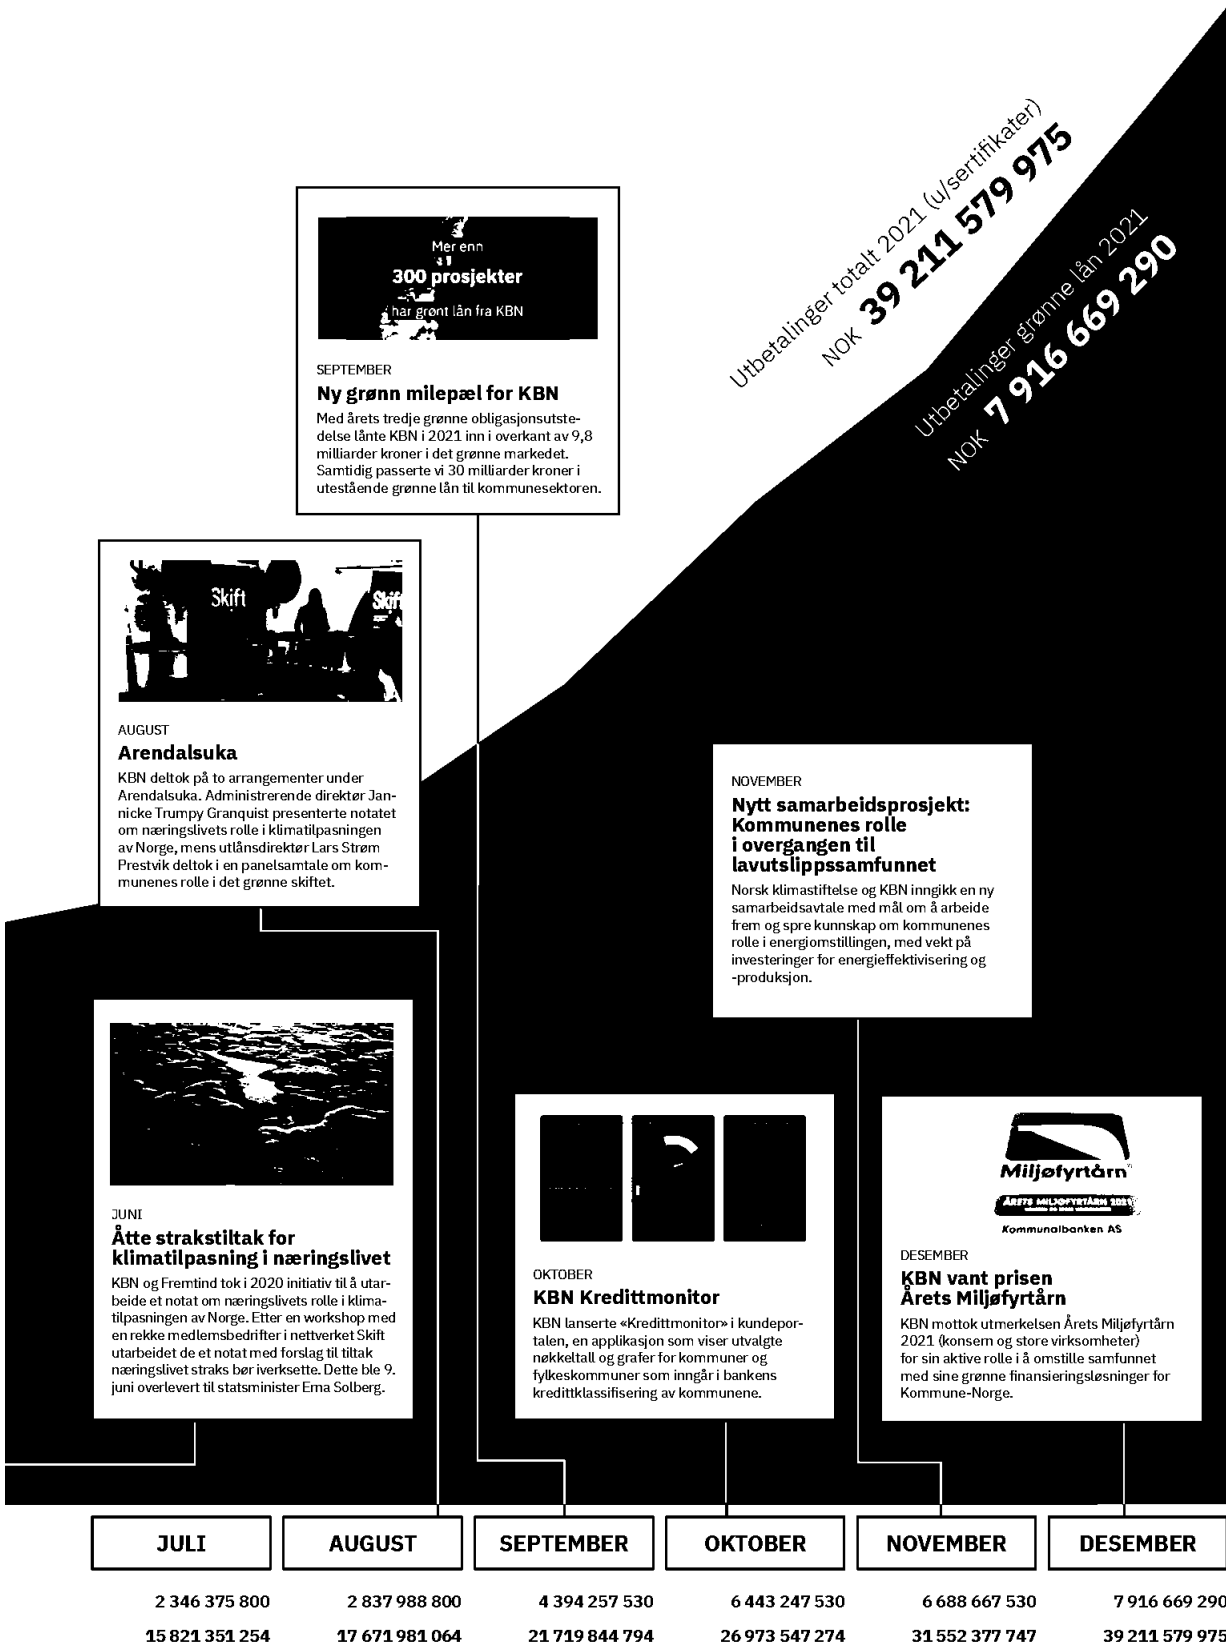 Utbetalinger totalt 2021 (u/sertifikater)
NOK 39 211 579 975
Utbetalinger grønne lån 2021
NOK 7 916 669 290
Mer enn
300 prosjekter
har grønt lån fra KBN
SEPTEMBER
Ny grønn milepæl for KBN
Med årets tredje grønne obligasjonsutste-
delse lånte KBN i 2021 inn i overkant av 9,8
milliarder kroner i det grønne markedet.
Samtidig passerte vi 30 milliarder kroner i
utestående grønne lån til kommunesektoren.
Skift
Skift
AUGUST
Arendalsuka
KBN deltok på to arrangementer under
Arendalsuka. Administrerende direktør Jan-
nicke Trumpy Granquist presenterte notatet
om næringslivets rolle i klimatilpasningen
av Norge, mens utlånsdirektør Lars Strøm
Prestvik deltok i en panelsamtale om kom-
munenes rolle i det grønne skiftet.
NOVEMBER
Nytt samarbeidsprosjekt:
Kommunenes rolle
i overgangen til
lavutslippssamfunnet
Norsk klimastiftelse og KBN inngikk en ny
samarbeidsavtale med mål om å arbeide
frem og spre kunnskap om kommunenes
rolle i energiomstillingen, med vekt på
investeringer for energieffektivisering og
-produksjon.
JUNI
Åtte strakstiltak for
klimatilpasning i næringslivet
KBN og Fremtind tok i 2020 initiativ til å utar-
beide et notat om næringslivets rolle i klima-
tilpasningen av Norge. Etter en workshop med
en rekke medlemsbedrifter i nettverket Skift
utarbeidet de et notat med forslag til tiltak
næringslivet straks bør iverksette. Dette ble 9.
juni overlevert til statsminister Erna Solberg.
OKTOBER
KBN Kredittmonitor
KBN lanserte «Kredittmonitor» i kundepor-
talen, en applikasjon som viser utvalgte
nøkkeltall og grafer for kommuner og
fylkeskommuner som inngår i bankens
kredittklassifisering av kommunene.
Miljøfyrtårn
ÅRETS MILJØFYRTÅRN 2021
Kommunalbanken AS
DESEMBER
KBN vant prisen
Årets Miljøfyrtårn
KBN mottok utmerkelsen Årets Miljøfyrtårn
2021 (konsern og store virksomheter)
for sin aktive rolle i å omstille samfunnet
med sine grønne finansieringsløsninger for
Kommune-Norge.
JULI AUGUST SEPTEMBER OKTOBER NOVEMBER DESEMBER
2 346 375 800 2 837 988 800 4 394 257 530 6 443 247 530 6 688 667 530 7 916 669 290
15 821 351 254 17 671 981 064 21 719 844 794 26 973 547 274 31 552 377 747 39 211 579 975